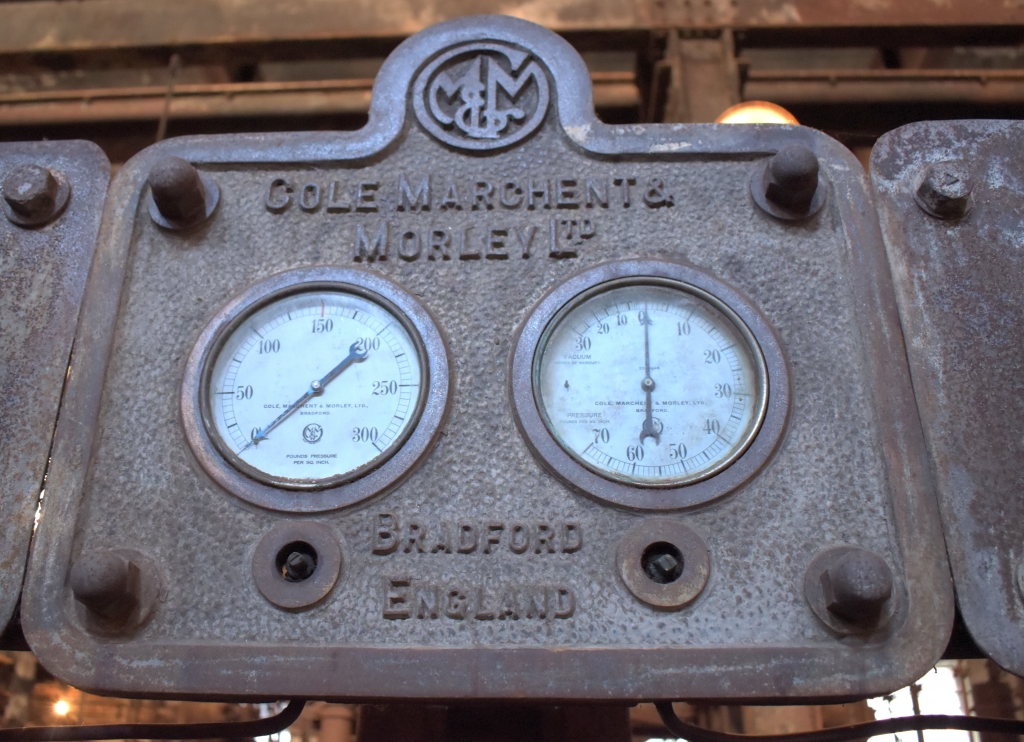 COLE MARCHENT &
MORLEY LTD
0
50
100
150
200
250
300
COLE, MARCHENT & MORLEY, LTD.,
BRADFORD.
POUNDS PRESSURE
PER SQ. INCH.
30
20
10
0
10
20
30
40
50
60
70
VACUUM
PRESSURE
COLE, MARCHENT & MORLEY, LTD.,
BRADFORD.
BRADFORD
ENGLAND